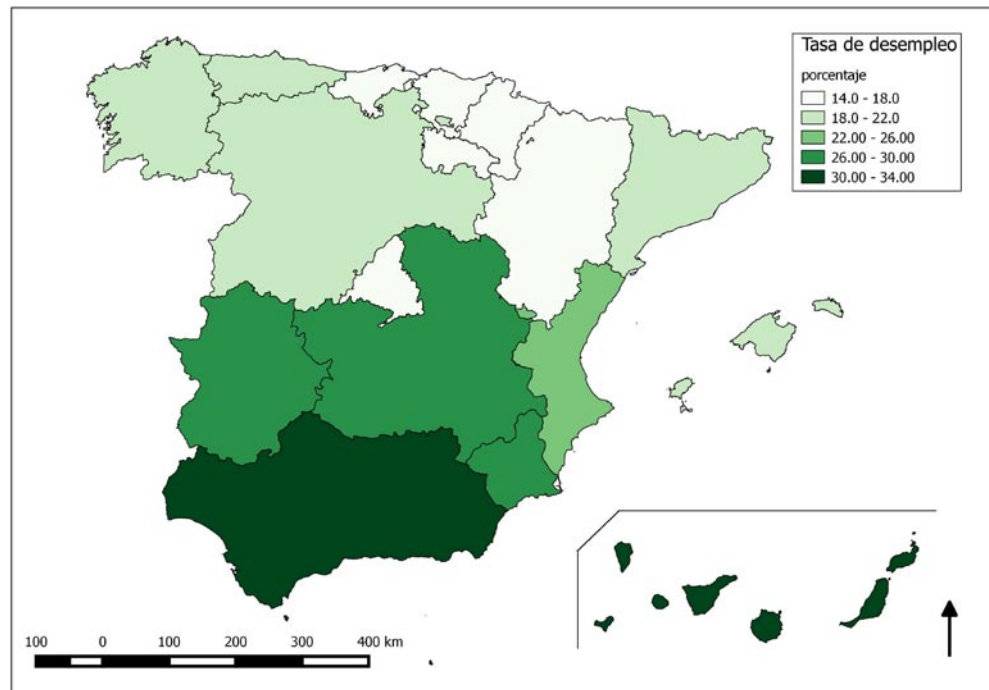 Tasa de desempleo
porcentaje
14.0 - 18.0
18.0 - 22.0
22.00 - 26.00
26.00 - 30.00
30.00 - 34.00
100 0 100 200 300 400 km